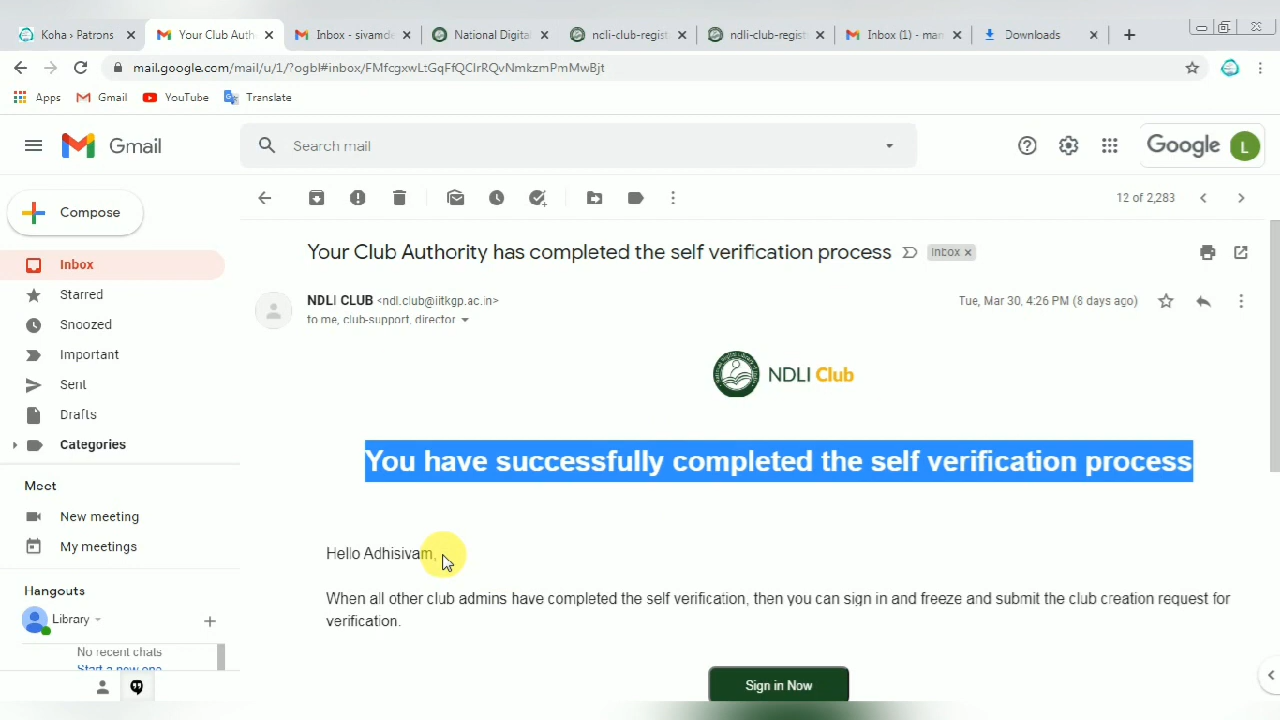 Koha › Patrons
Your Club Auth
Inbox - sivamde
National Digita
ncli-club-regist
ndli-club-regist
Inbox (1) - man
Downloads
mail.google.com/mail/u/1/?ogbl#inbox/
Apps
Gmail
YouTube
Translate
Gmail
Search mail
Google
L
Compose
12 of 2,283
Your Club Authority has completed the self verification process
Inbox
Inbox
Starred
NDLI CLUB <ndl.club@iitkgp.ac.in>
Tue, Mar 30, 4:26 PM (8 days ago)
to me, club-support, director
Snoozed
Important
NDLI Club
Sent
Drafts
Categories
You have successfully completed the self verification process
Meet
New meeting
My meetings
Hello Adhisivam,
Hangouts
When all other club admins have completed the self verification, then you can sign in and freeze and submit the club creation request for
verification.
Library
No recent chats
Start a new one
Sign in Now